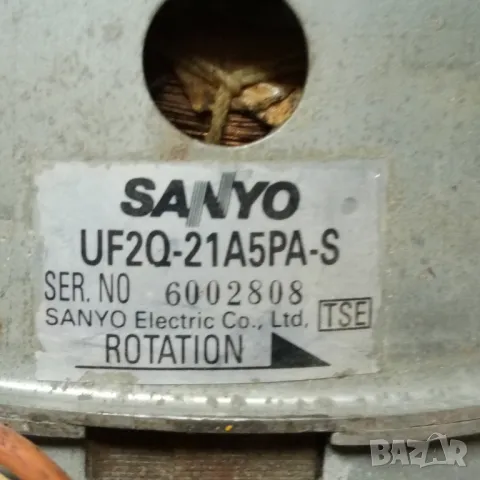 SANYO
UF2Q-21A5PA-S
SER. NO 6002808
SANYO Electric Co., Ltd. TSE
ROTATION
BAZAR